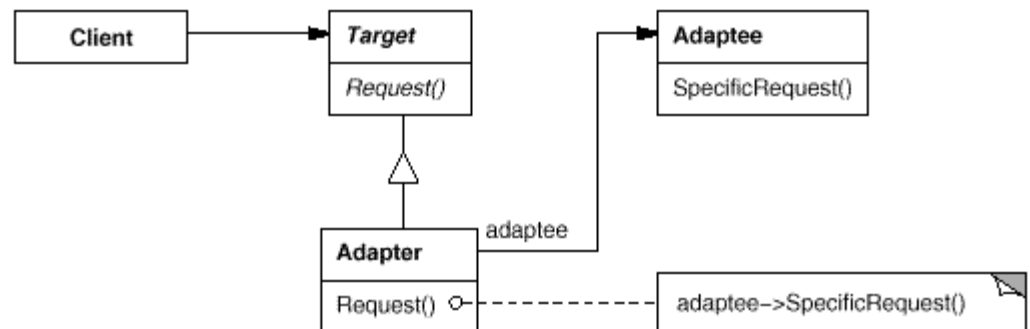 Client
Target
Request()
Adaptee
SpecificRequest()
adaptee
Adapter
Request()
adaptee->SpecificRequest()